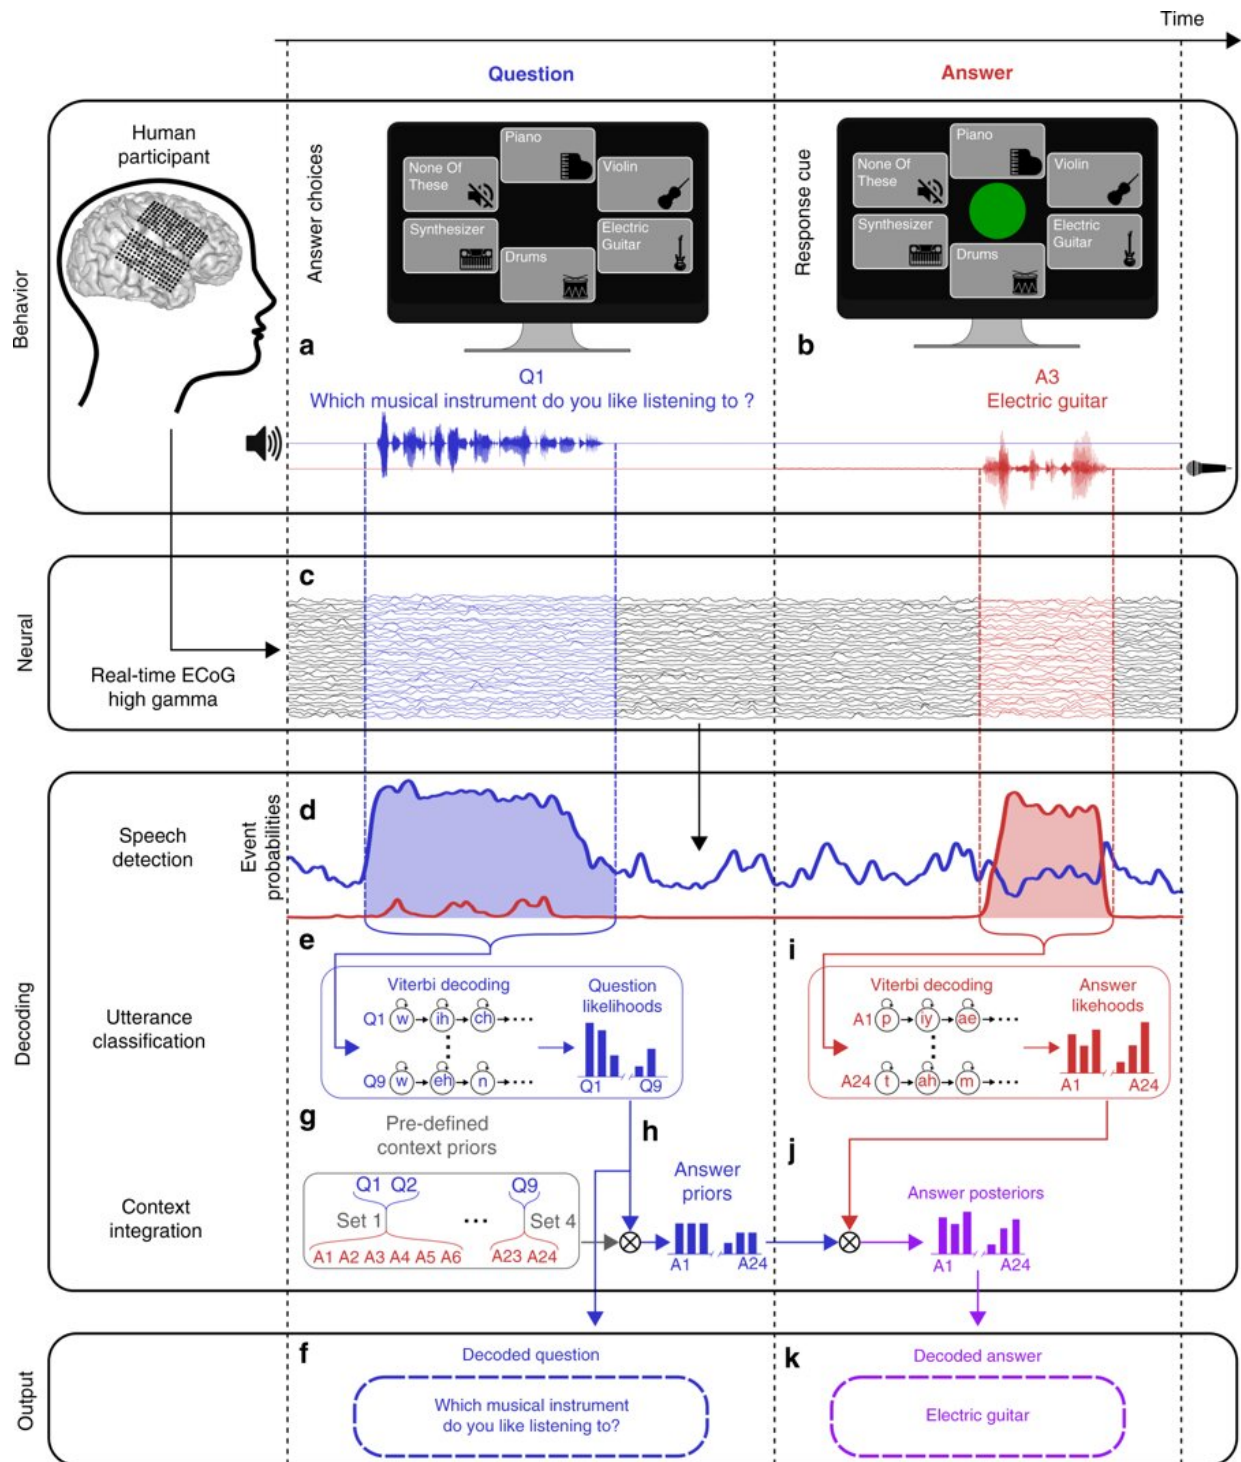 Time
Question
Answer
Behavior
Human
participant
Answer choices
Piano
None Of
These
Violin
Synthesizer
Electric
Guitar
Drums
Response cue
Piano
None Of
These
Violin
Synthesizer
Electric
Guitar
Drums
a
b
Q1
Which musical instrument do you like listening to ?
A3
Electric guitar
Neural
c
Real-time ECoG
high gamma
Decoding
d
Speech
detection
Event
probabilities
e
i
Utterance
classification
Viterbi decoding
Question
likelihoods
Q1 w ih ch
Q9 w eh n
Q1 Q9
Viterbi decoding
Answer
likehoods
A1 p iy ae
A24 t ah m
A1 A24
g
Pre-defined
context priors
h
j
Context
integration
Q1 Q2 Q9
Set 1 ... Set 4
A1 A2 A3 A4 A5 A6 A23 A24
Answer
priors
A1 A24
Answer posteriors
A1 A24
Output
f
Decoded question
Which musical instrument
do you like listening to?
k
Decoded answer
Electric guitar